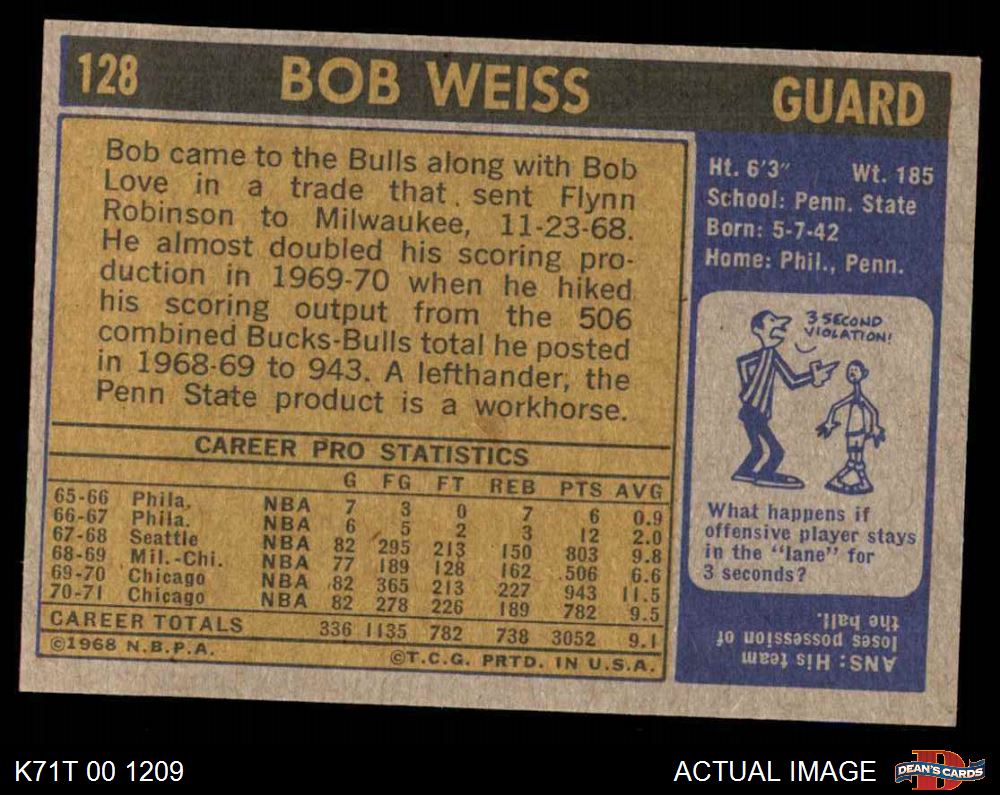 128 BOB WEISS GUARD
Bob came to the Bulls along with Bob
Love in a trade that sent Flynn
Robinson to Milwaukee, 11-23-68.
He almost doubled his scoring pro-
duction in 1969-70 when he hiked
his scoring output from the 506
combined Bucks-Bulls total he posted
in 1968-69 to 943. A lefthander, the
Penn State product is a workhorse.
CAREER PRO STATISTICS
G FG FT REB PTS AVG
65-66 Phila. NBA 7 3 0 7 6 0.9
66-67 Phila. NBA 6 5 2 3 12 2.0
67-68 Seattle NBA 82 295 213 150 803 9.8
68-69 Mil.-Chi. NBA 77 189 128 162 506 6.6
69-70 Chicago NBA 82 365 213 227 943 11.5
70-71 Chicago NBA 82 278 226 189 782 9.5
CAREER TOTALS 336 1135 782 738 3052 9.1
©1968 N.B.P.A.
©T.C.G. PRTD. IN U.S.A.
Ht. 6'3" Wt. 185
School: Penn. State
Born: 5-7-42
Home: Phil., Penn.
3 SECOND
VIOLATION!
What happens if
offensive player stays
in the "lane" for
3 seconds?
ANS: His team
loses possession of
the ball.
K71T 00 1209
ACTUAL IMAGE
D
DEAN'S CARDS